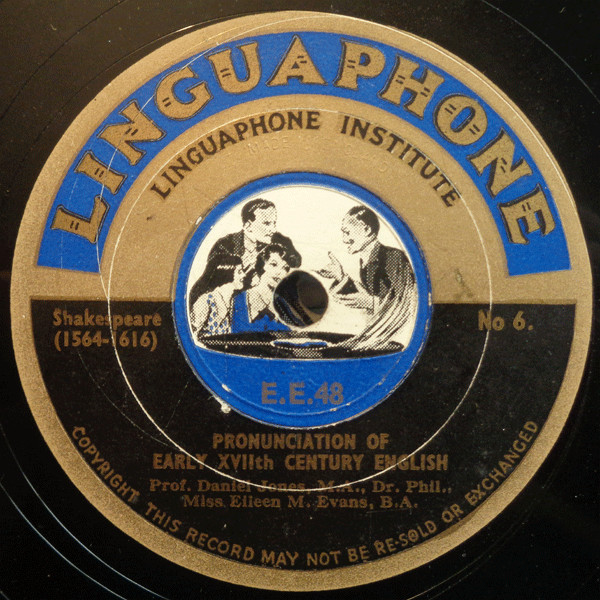 LINGUAPHONE
LINGUAPHONE INSTITUTE
Shakespeare
(1564-1616)
No 6.
E.E.48
PRONUNCIATION OF
EARLY XVIIth CENTURY ENGLISH
Prof. Daniel Jones, M.A., Dr. Phil.,
Miss Eileen M. Evans, B.A.
COPYRIGHT THIS RECORD MAY NOT BE RE-SOLD OR EXCHANGED